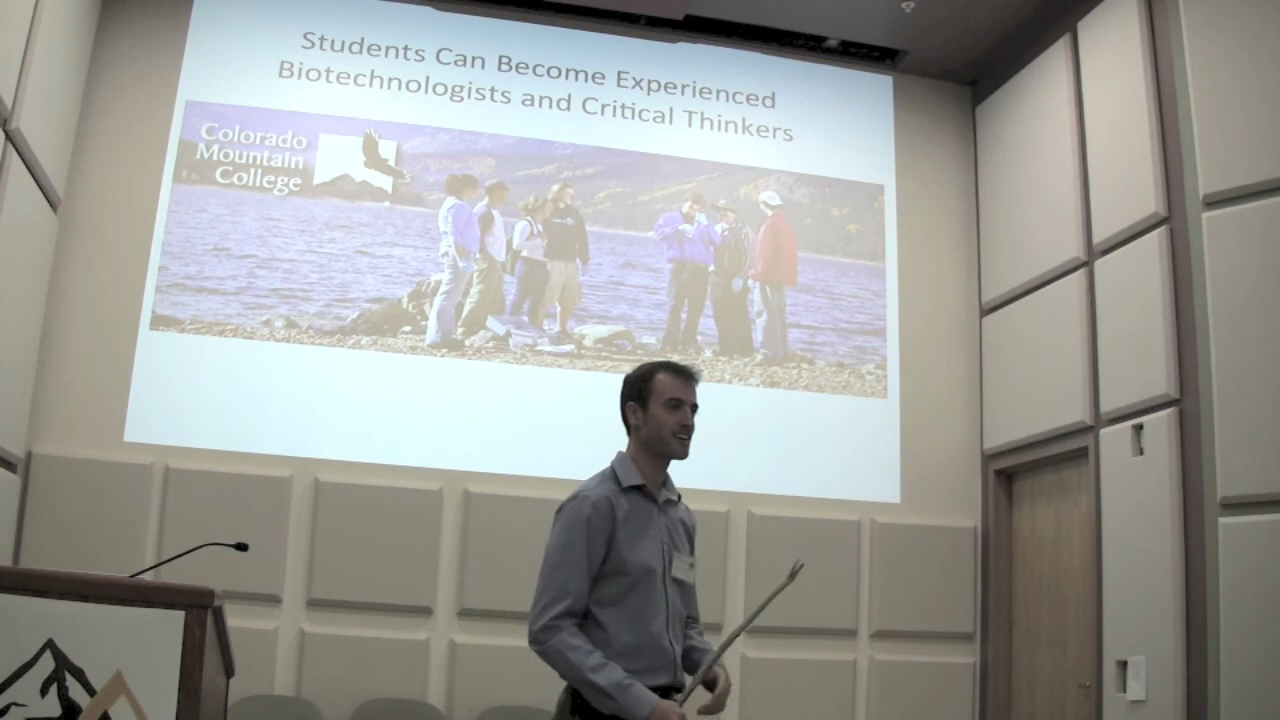 Students Can Become Experienced
Biotechnologists and Critical Thinkers
Colorado
Mountain
College